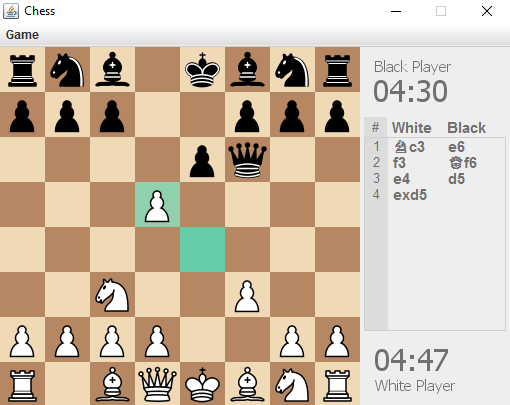 Chess
Game
Black Player
04:30
# White Black
1 ♘c3 e6
2 f3 ♕f6
3 e4 d5
4 exd5
04:47
White Player